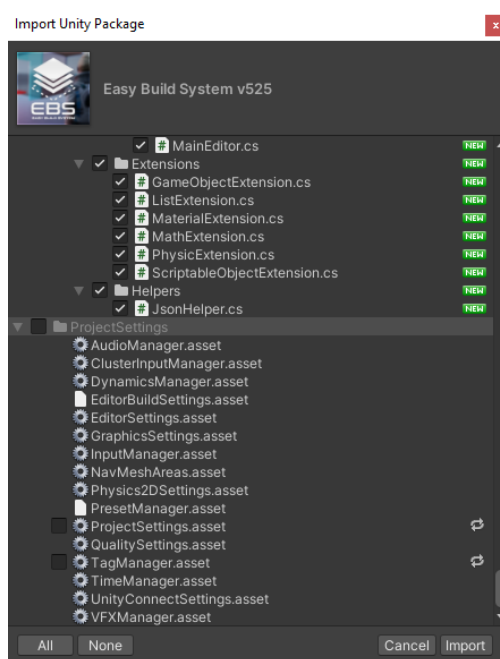 Import Unity Package
x
EBS
EASY BUILD SYSTEM
Easy Build System v525
MainEditor.cs NEW
Extensions NEW
# GameObjectExtension.cs NEW
# ListExtension.cs NEW
# MaterialExtension.cs NEW
# MathExtension.cs NEW
# PhysicExtension.cs NEW
# ScriptableObjectExtension.cs NEW
Helpers NEW
# JsonHelper.cs NEW
ProjectSettings
AudioManager.asset
ClusterInputManager.asset
DynamicsManager.asset
EditorBuildSettings.asset
EditorSettings.asset
GraphicsSettings.asset
InputManager.asset
NavMeshAreas.asset
Physics2DSettings.asset
PresetManager.asset
ProjectSettings.asset
QualitySettings.asset
TagManager.asset
TimeManager.asset
UnityConnectSettings.asset
VFXManager.asset
All None Cancel Import